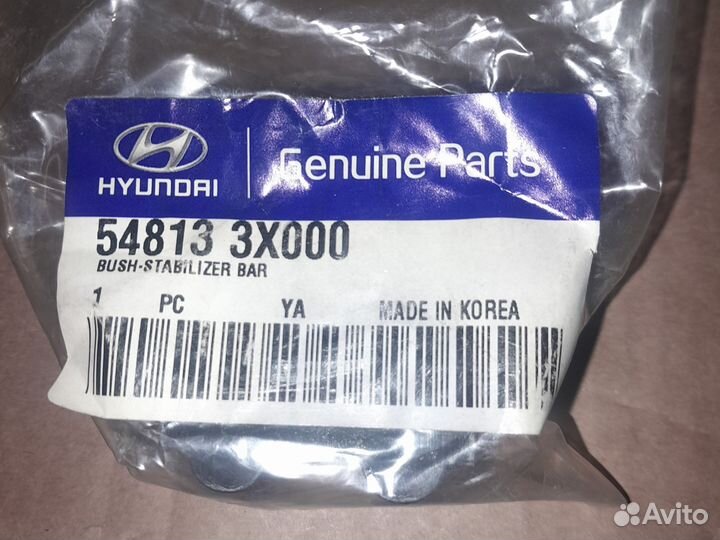 HYUNDAI
Genuine Parts
54813 3X000
BUSH-STABILIZER BAR
1 PC YA MADE IN KOREA
Avito